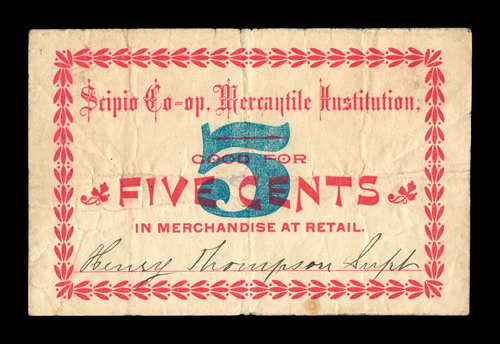 Scipio Co-op. Mercantile Institution.
5
GOOD FOR
FIVE CENTS
IN MERCHANDISE AT RETAIL.
Henry Thompson Supt